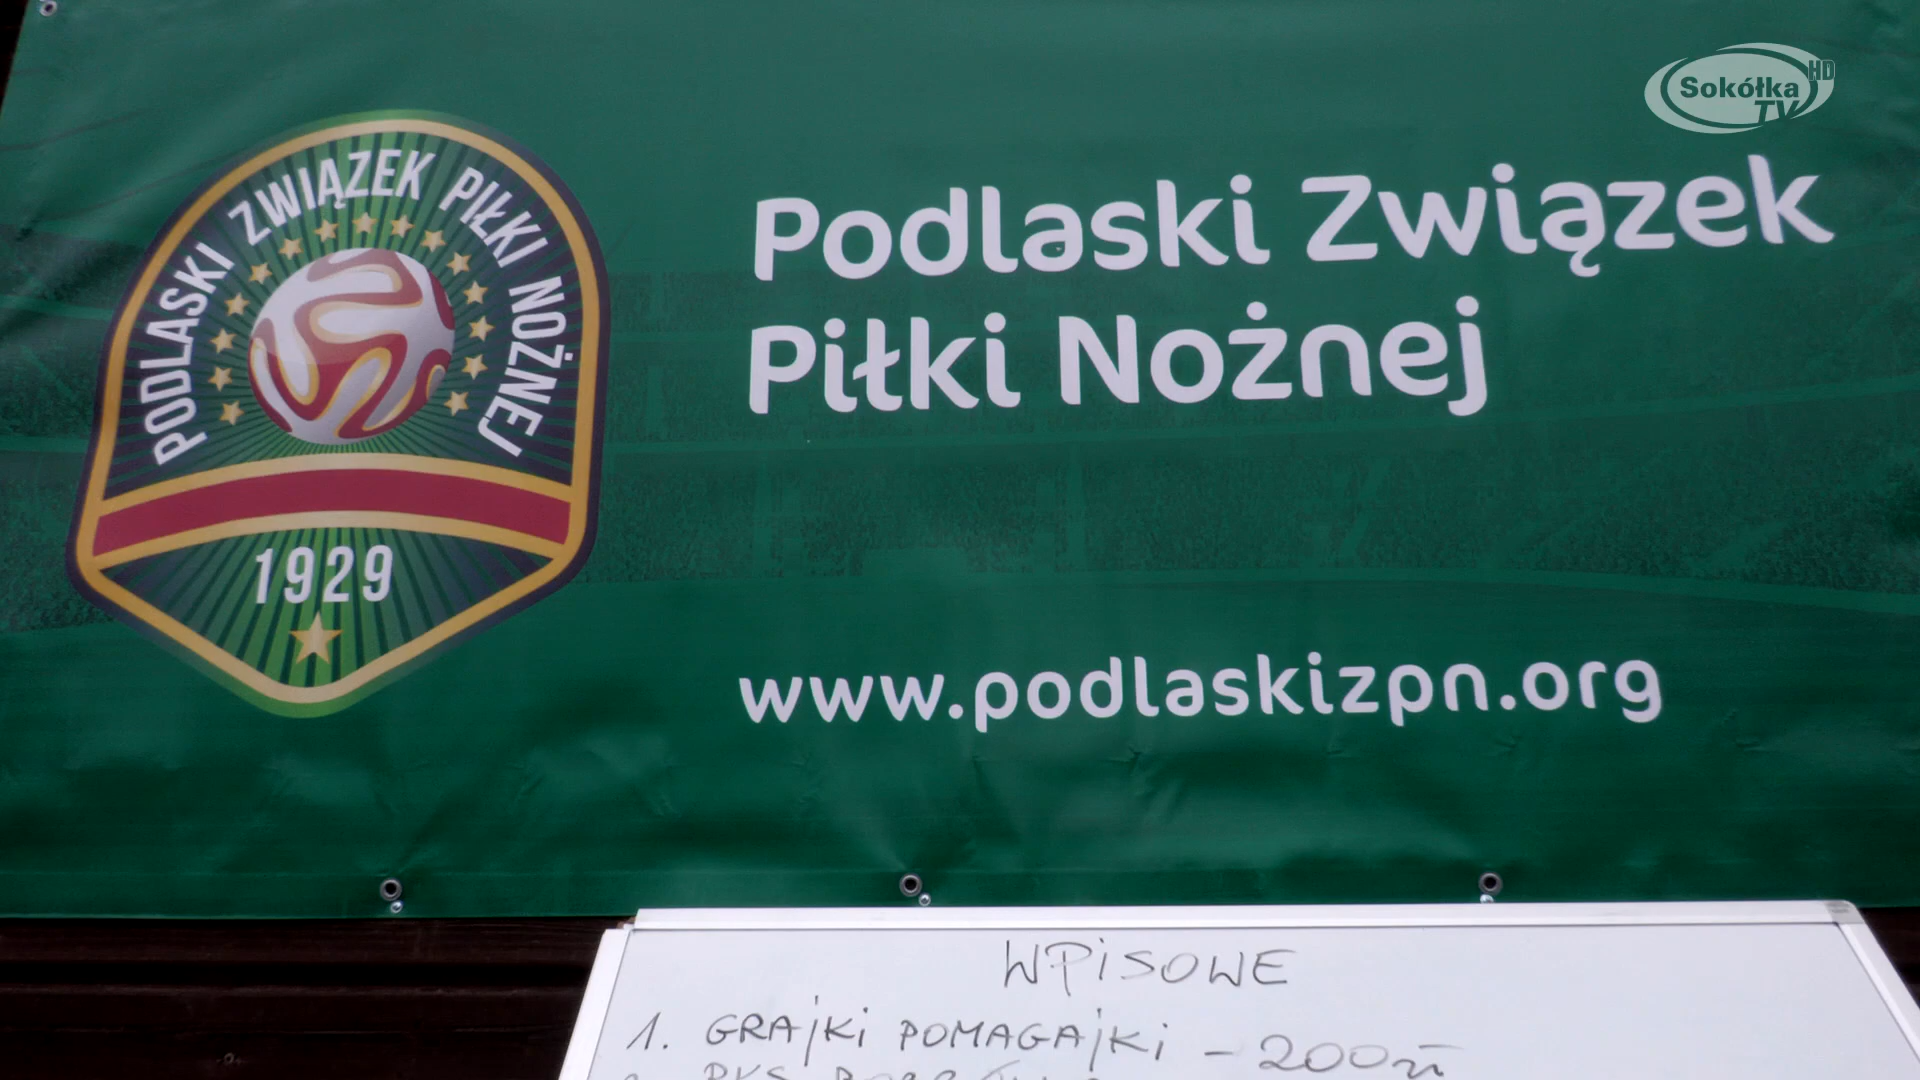 Sokółka HD
TV
PODLASKI ZWIĄZEK PIŁKI NOŻNEJ
1929
Podlaski Związek
Piłki Nożnej
www.podlaskizpn.org
WPiSOWE
1. GRAjKi POMAGAjKi - 200zł